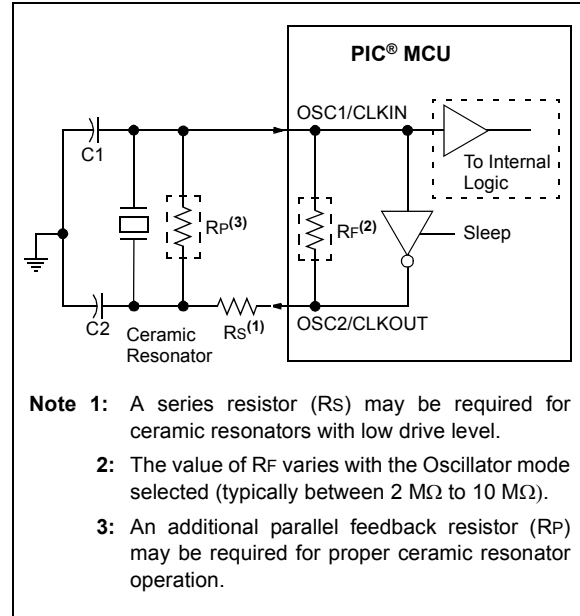 PIC® MCU
OSC1/CLKIN
C1
To Internal
Logic
RP(3)
RF(2)
Sleep
C2
Ceramic
Resonator
RS(1)
OSC2/CLKOUT
Note 1: A series resistor (RS) may be required for
ceramic resonators with low drive level.
2: The value of RF varies with the Oscillator mode
selected (typically between 2 MΩ to 10 MΩ).
3: An additional parallel feedback resistor (RP)
may be required for proper ceramic resonator
operation.